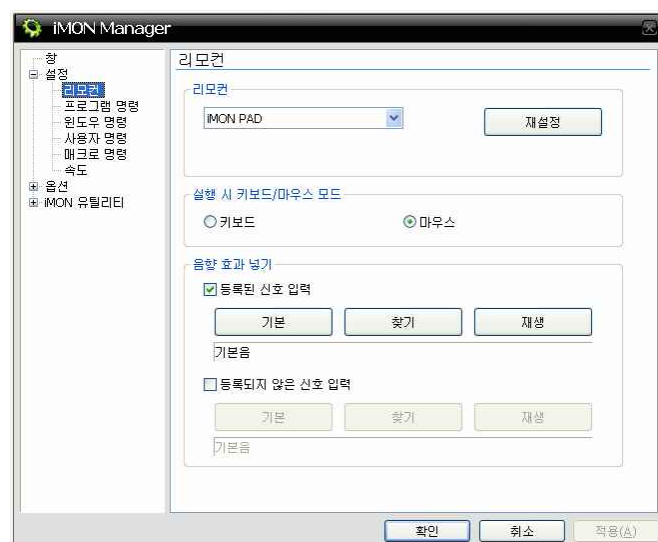 iMON Manager
창
설정
리모컨
프로그램 명령
윈도우 명령
사용자 명령
매크로 명령
속도
옵션
iMON 유틸리티
리모컨
리모컨
iMON PAD
재설정
실행 시 키보드/마우스 모드
키보드
마우스
음향 효과 넣기
등록된 신호 입력
기본
찾기
재생
기본음
등록되지 않은 신호 입력
기본
찾기
재생
기본음
확인
취소
적용(A)